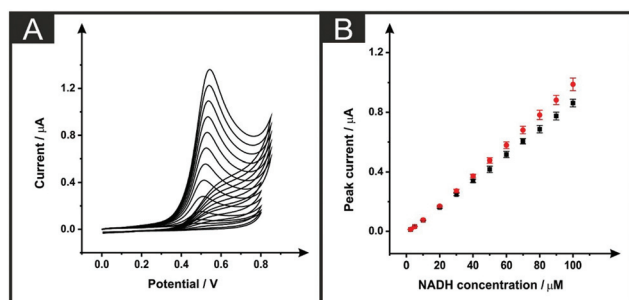 A
Current / μA
1.2
0.8
0.4
0.0
0.0 0.2 0.4 0.6 0.8
Potential / V
B
Peak current / μA
1.2
0.8
0.4
0.0
0 20 40 60 80 100
NADH concentration / μM